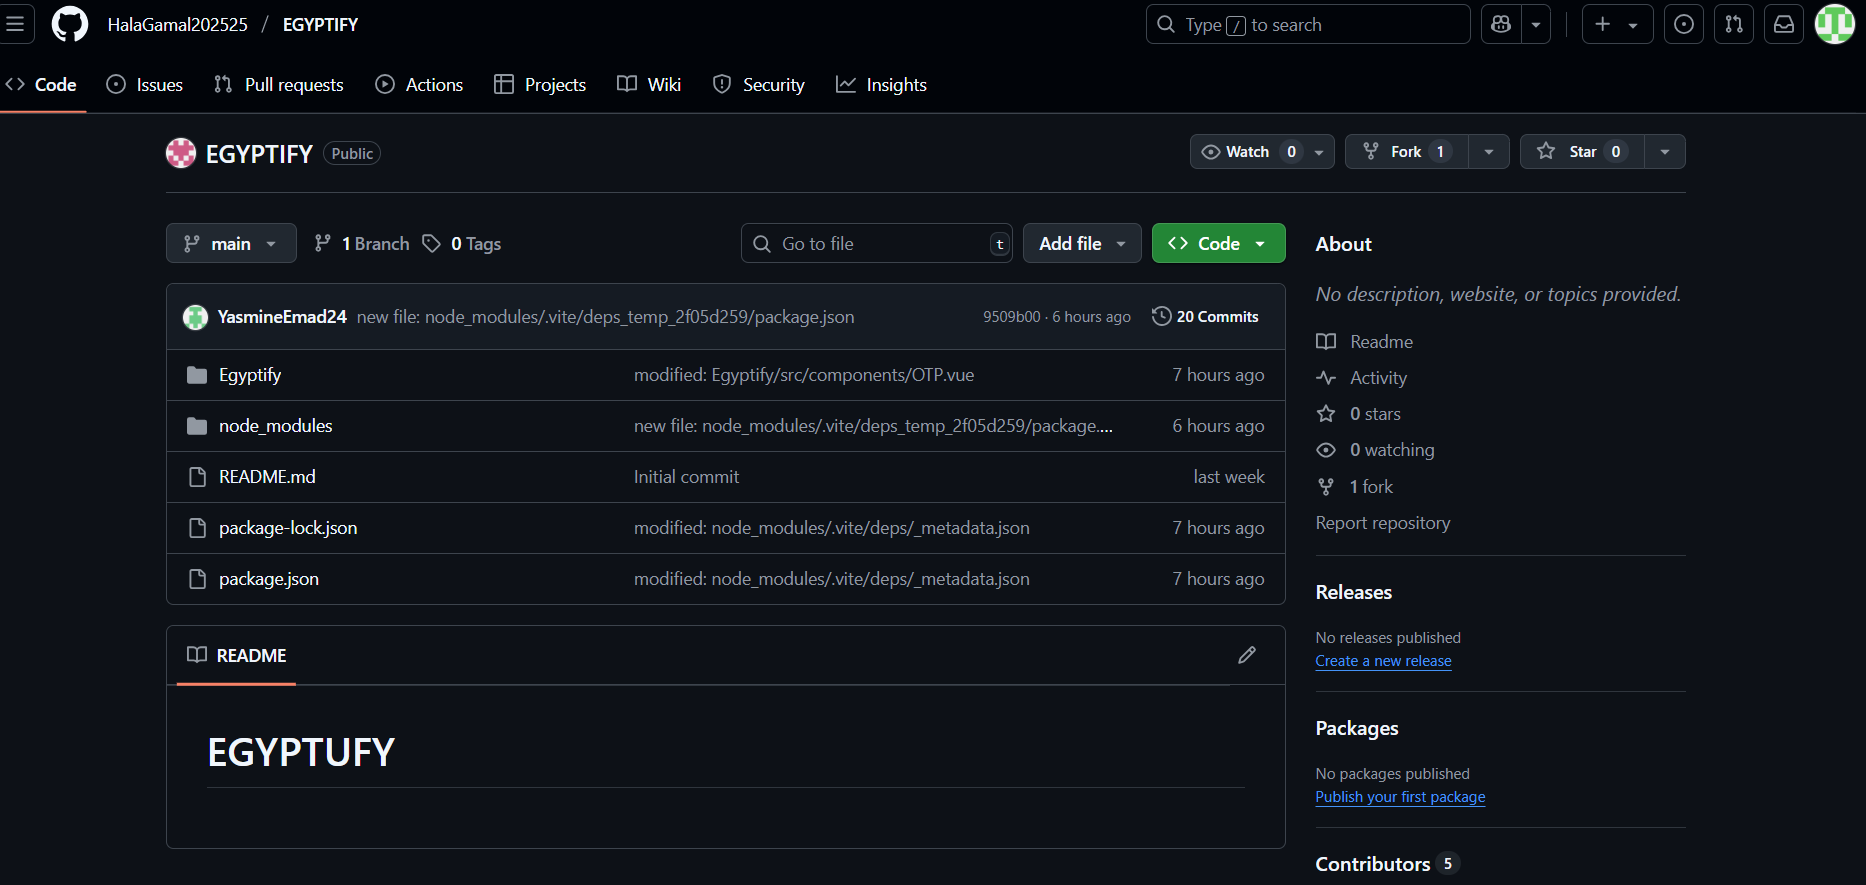 HalaGamal202525 / EGYPTIFY
Type / to search
Code Issues Pull requests Actions Projects Wiki Security Insights
EGYPTIFY Public
Watch 0 Fork 1 Star 0
main 1 Branch 0 Tags
Go to file t Add file Code
YasmineEmad24 new file: node_modules/.vite/deps_temp_2f05d259/package.json 9509b00 · 6 hours ago 20 Commits
Egyptify modified: Egyptify/src/components/OTP.vue 7 hours ago
node_modules new file: node_modules/.vite/deps_temp_2f05d259/package.... 6 hours ago
README.md Initial commit last week
package-lock.json modified: node_modules/.vite/deps/_metadata.json 7 hours ago
package.json modified: node_modules/.vite/deps/_metadata.json 7 hours ago
README
EGYPTUFY
About
No description, website, or topics provided.
Readme
Activity
0 stars
0 watching
1 fork
Report repository
Releases
No releases published
Create a new release
Packages
No packages published
Publish your first package
Contributors 5